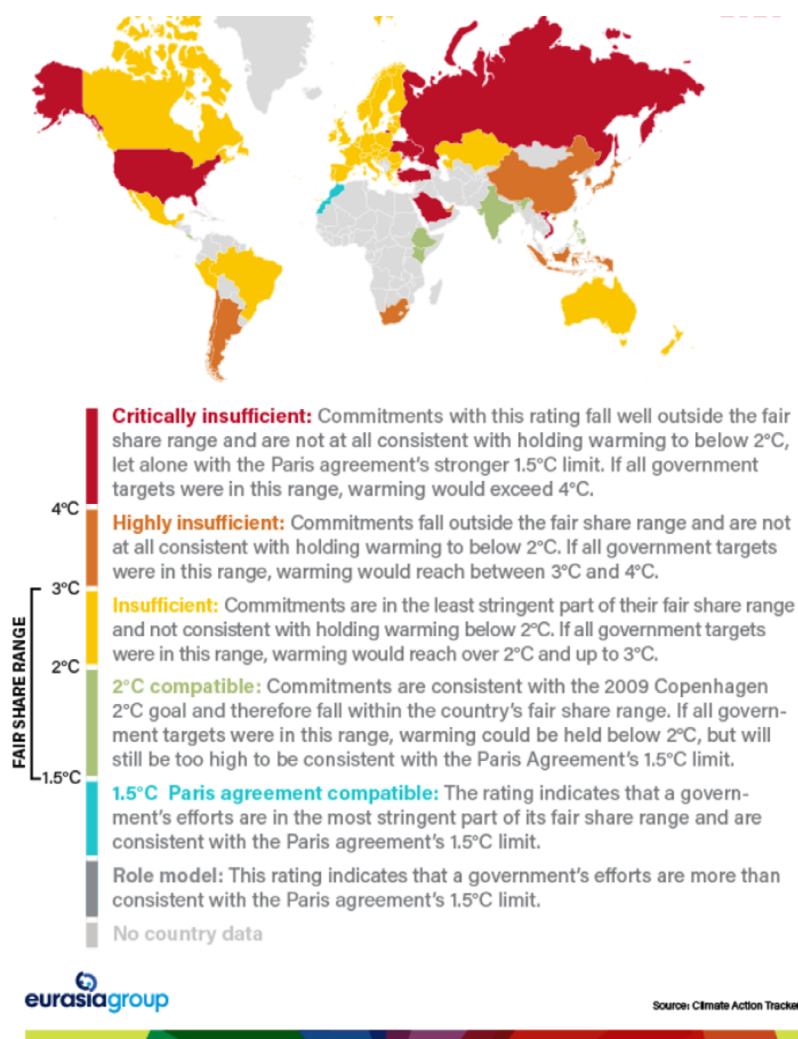 Critically insufficient: Commitments with this rating fall well outside the fair
share range and are not at all consistent with holding warming to below 2°C,
let alone with the Paris agreement's stronger 1.5°C limit. If all government
targets were in this range, warming would exceed 4°C.
4°C
Highly insufficient: Commitments fall outside the fair share range and are not
at all consistent with holding warming to below 2°C. If all government targets
were in this range, warming would reach between 3°C and 4°C.
3°C
Insufficient: Commitments are in the least stringent part of their fair share range
and not consistent with holding warming below 2°C. If all government targets
were in this range, warming would reach over 2°C and up to 3°C.
FAIR SHARE RANGE
2°C
2°C compatible: Commitments are consistent with the 2009 Copenhagen
2°C goal and therefore fall within the country's fair share range. If all govern-
ment targets were in this range, warming could be held below 2°C, but will
still be too high to be consistent with the Paris Agreement's 1.5°C limit.
1.5°C
1.5°C Paris agreement compatible: The rating indicates that a govern-
ment's efforts are in the most stringent part of its fair share range and are
consistent with the Paris agreement's 1.5°C limit.
Role model: This rating indicates that a government's efforts are more than
consistent with the Paris agreement's 1.5°C limit.
No country data
eurasiagroup
Source: Climate Action Tracker